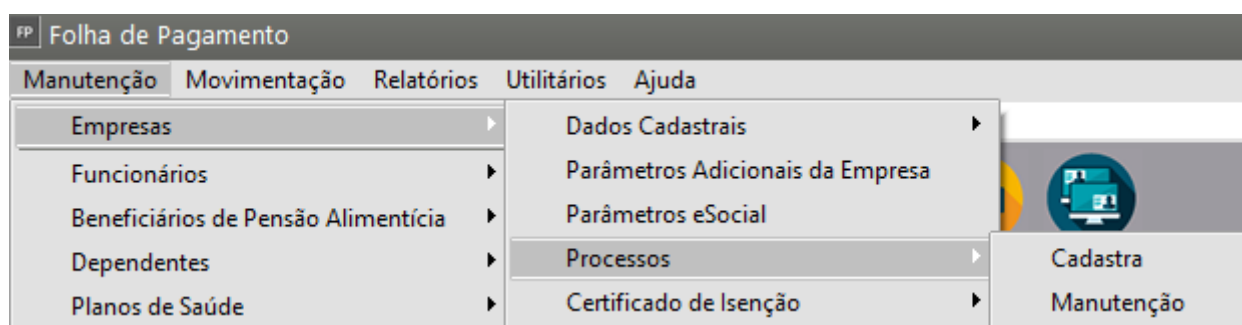 FP Folha de Pagamento
Manutenção Movimentação Relatórios Utilitários Ajuda
Empresas
Funcionários
Beneficiários de Pensão Alimentícia
Dependentes
Planos de Saúde
Dados Cadastrais
Parâmetros Adicionais da Empresa
Parâmetros eSocial
Processos
Certificado de Isenção
Cadastra
Manutenção